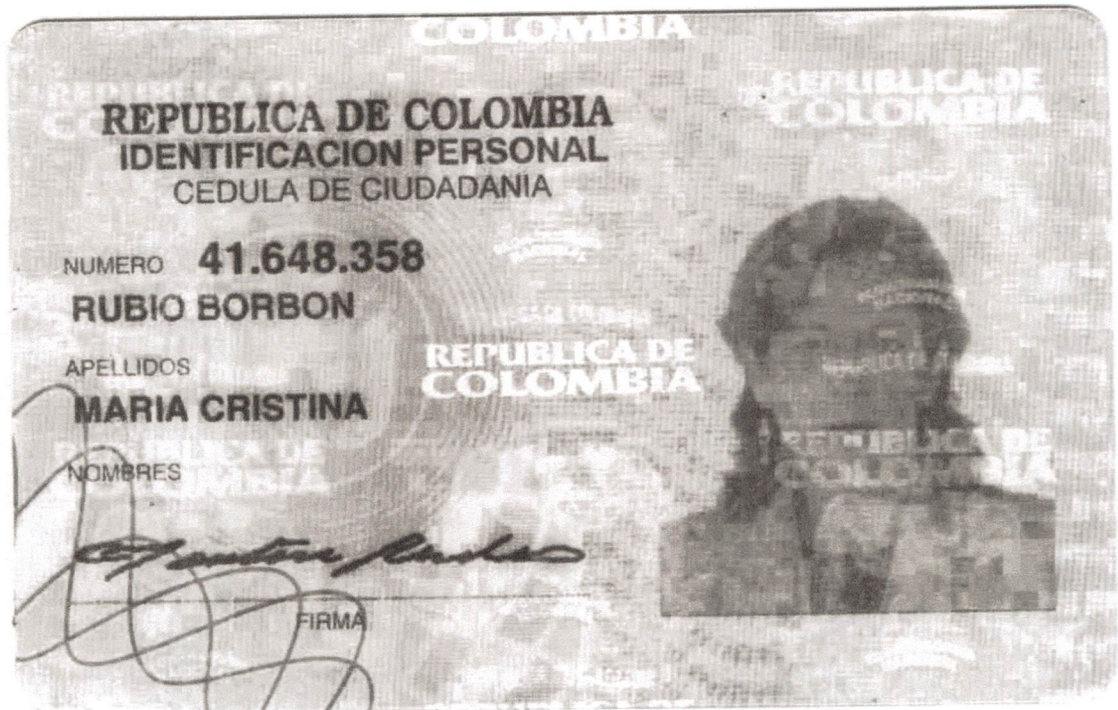 COLOMBIA
REPUBLICA DE
COLOMBIA
REPUBLICA DE COLOMBIA
IDENTIFICACION PERSONAL
CEDULA DE CIUDADANIA
NUMERO 41.648.358
RUBIO BORBON
APELLIDOS
REPUBLICA DE
COLOMBIA
MARIA CRISTINA
NOMBRES
REPUBLICA DE
COLOMBIA
FIRMA